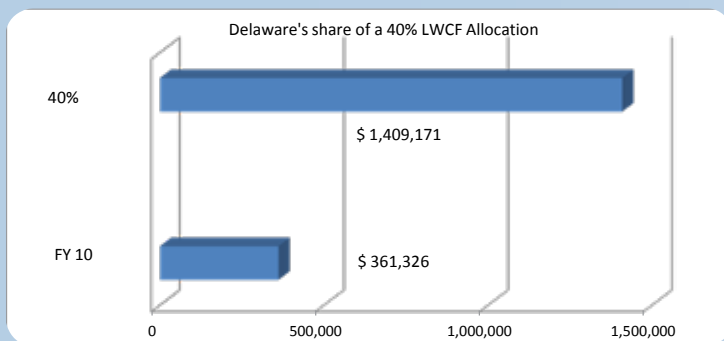 Delaware's share of a 40% LWCF Allocation
40%
$ 1,409,171
FY 10
$ 361,326
0 500,000 1,000,000 1,500,000